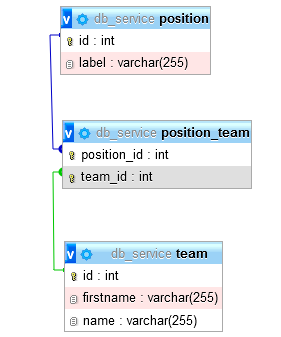 v db_service position
id : int
label : varchar(255)
v db_service position_team
position_id : int
team_id : int
v db_service team
id : int
firstname : varchar(255)
name : varchar(255)